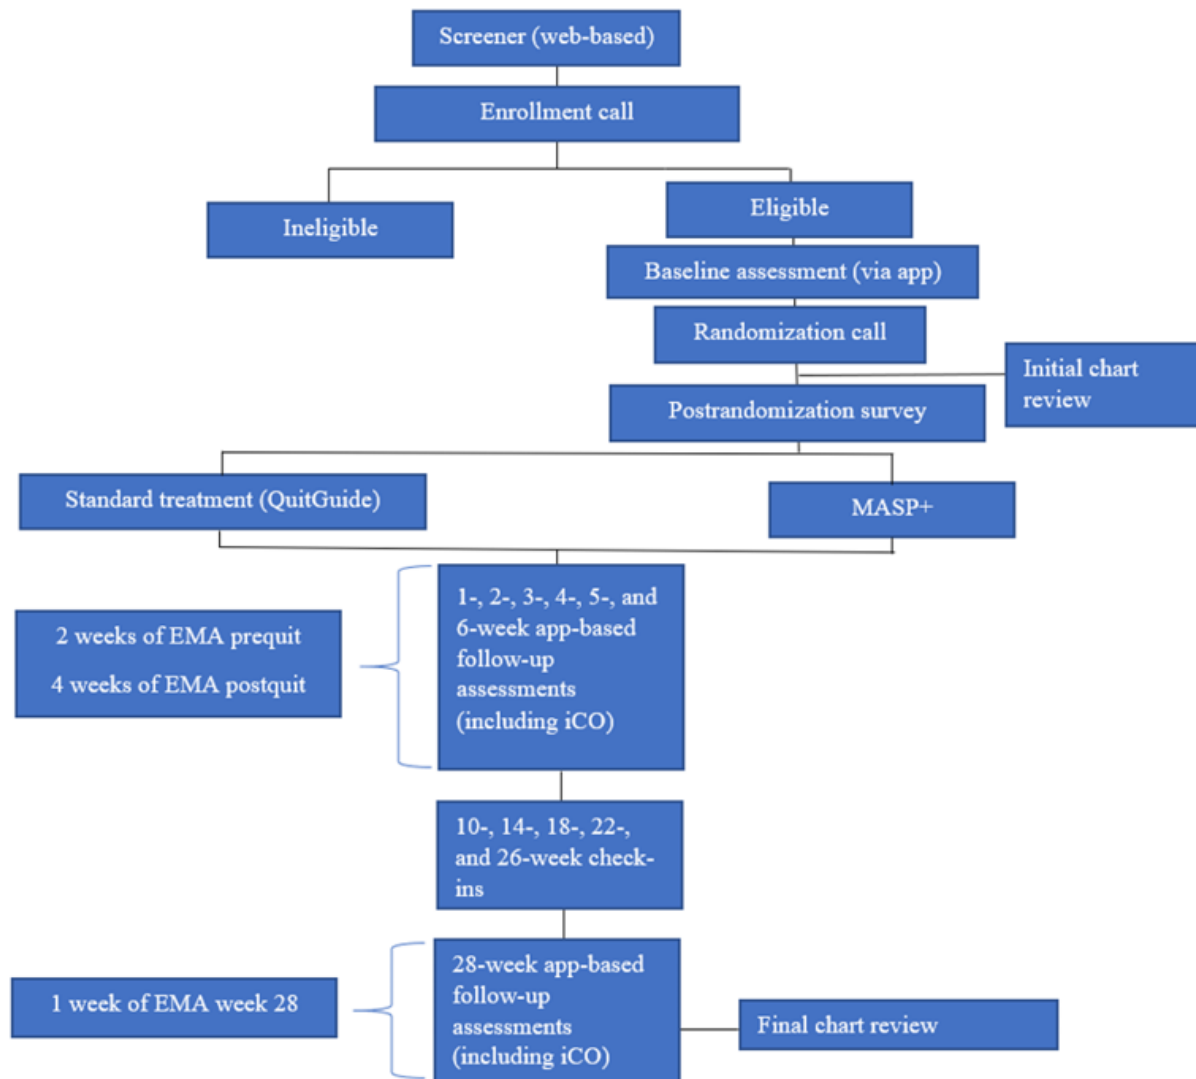 Screener (web-based)
Enrollment call
Ineligible
Eligible
Baseline assessment (via app)
Randomization call
Initial chart
review
Postrandomization survey
Standard treatment (QuitGuide)
MASP+
2 weeks of EMA prequit
4 weeks of EMA postquit
1-, 2-, 3-, 4-, 5-, and
6-week app-based
follow-up
assessments
(including iCO)
10-, 14-, 18-, 22-,
and 26-week check-
ins
1 week of EMA week 28
28-week app-based
follow-up
assessments
(including iCO)
Final chart review